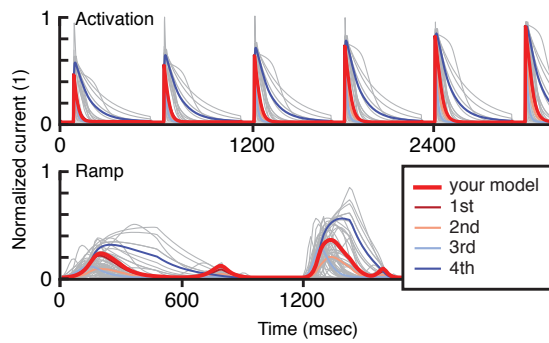 1
Activation
0
0
1200
2400
Normalized current (1)
1
Ramp
0
0
600
1200
Time (msec)
your model
1st
2nd
3rd
4th